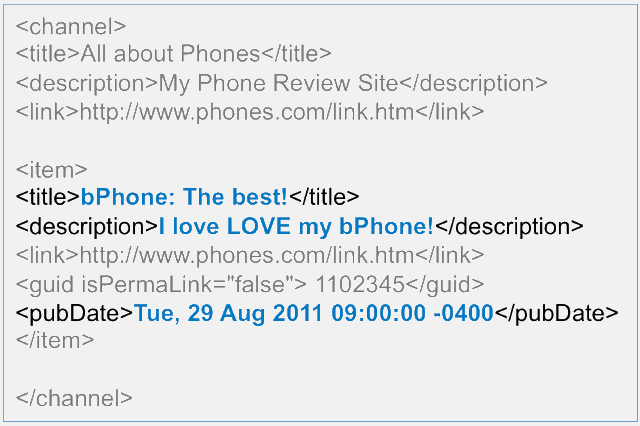 <channel>
<title>All about Phones</title>
<description>My Phone Review Site</description>
<link>http://www.phones.com/link.htm</link>
<item>
<title>bPhone: The best!</title>
<description>I love LOVE my bPhone!</description>
<link>http://www.phones.com/link.htm</link>
<guid isPermaLink="false"> 1102345</guid>
<pubDate>Tue, 29 Aug 2011 09:00:00 -0400</pubDate>
</item>
</channel>